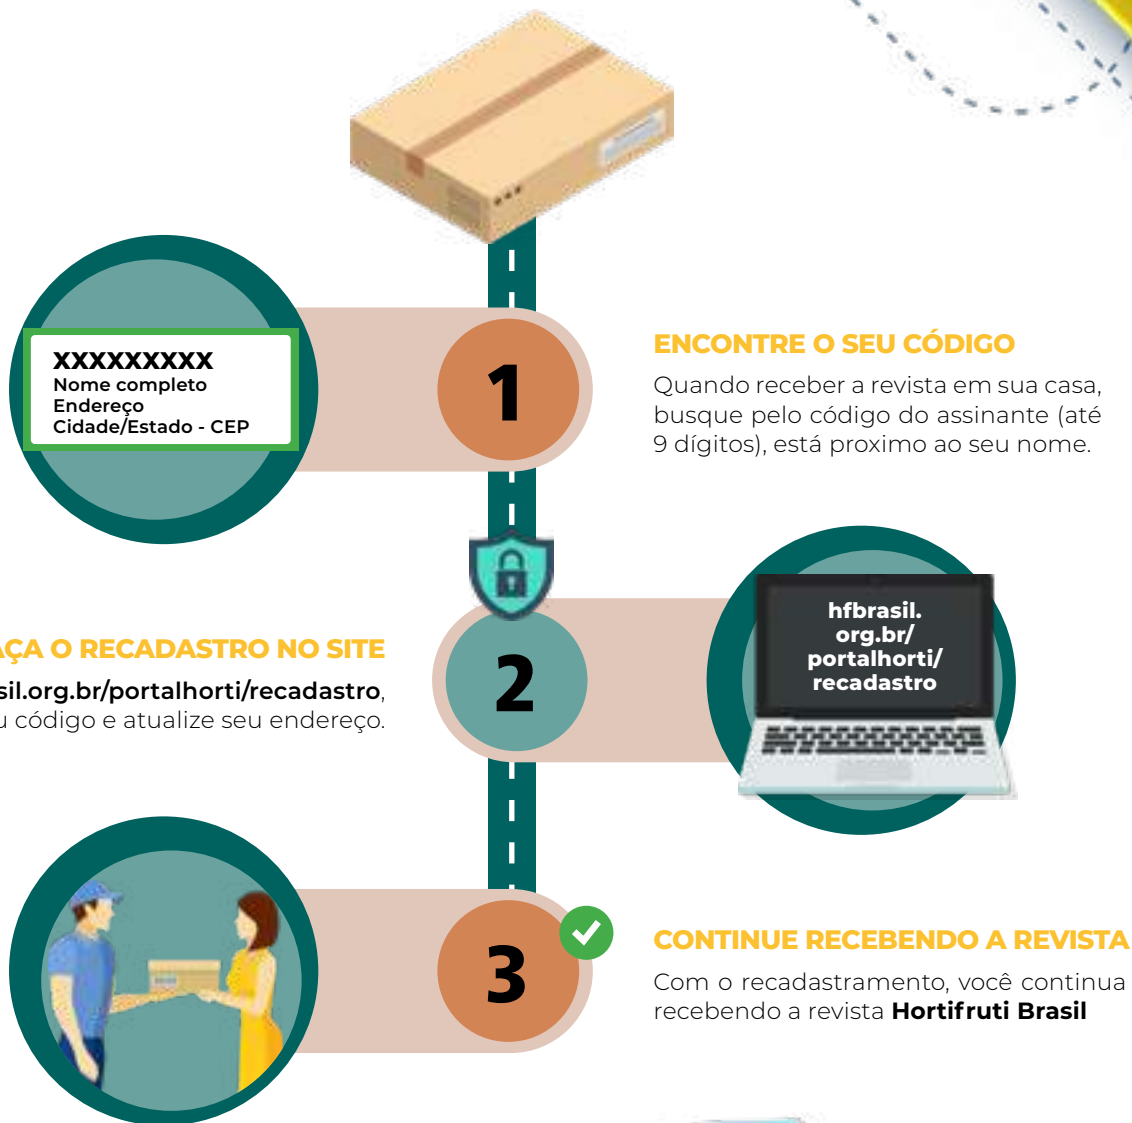 XXXXXXXXX
Nome completo
Endereço
Cidade/Estado - CEP
1
ENCONTRE O SEU CÓDIGO
Quando receber a revista em sua casa,
busque pelo código do assinante (até
9 dígitos), está proximo ao seu nome.
O RECADASTRO NO SITE
.org.br/portalhorti/recadastro,
código e atualize seu endereço.
2
hfbrasil.
org.br/
portalhorti/
recadastro
3
CONTINUE RECEBENDO A REVISTA
Com o recadastramento, você continua
recebendo a revista Hortifruti Brasil